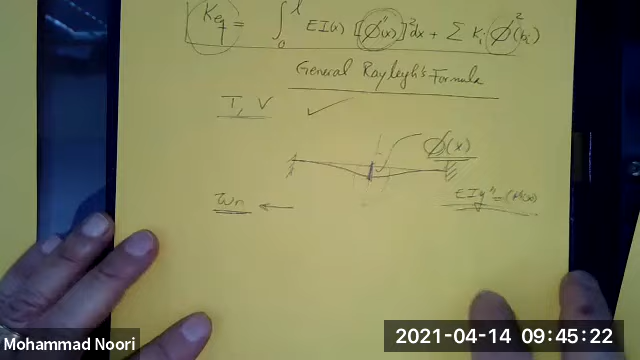 Keq = ∫₀ˡ EI(x) [ϕ''(x)]² dx + Σ Kᵢ ϕ²(kᵢ)
General Rayleigh's Formula
T, V ✓
ϕ(x)
ωn ←
EIy'' = (M(x))
Mohammad Noori
2021-04-14 09:45:22